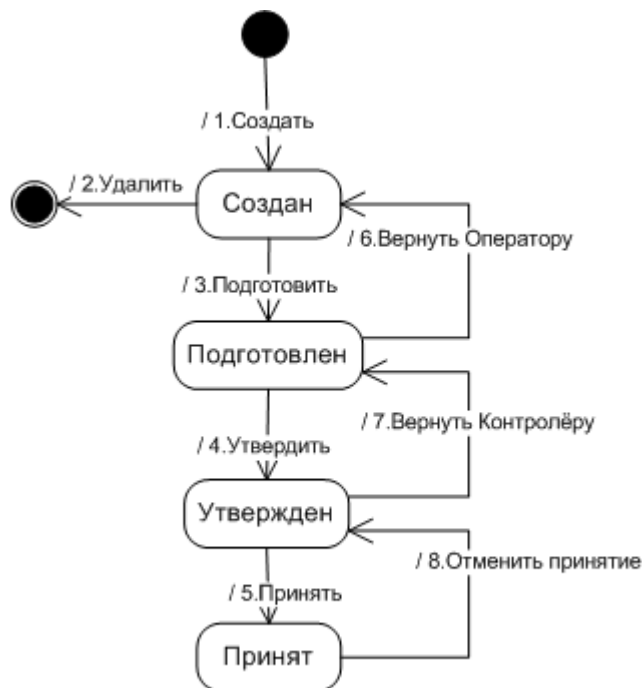 / 1.Создать
/ 2.Удалить
Создан
/ 6.Вернуть Оператору
/ 3.Подготовить
Подготовлен
/ 7.Вернуть Контролёру
/ 4.Утвердить
Утвержден
/ 8.Отменить принятие
/ 5.Принять
Принят